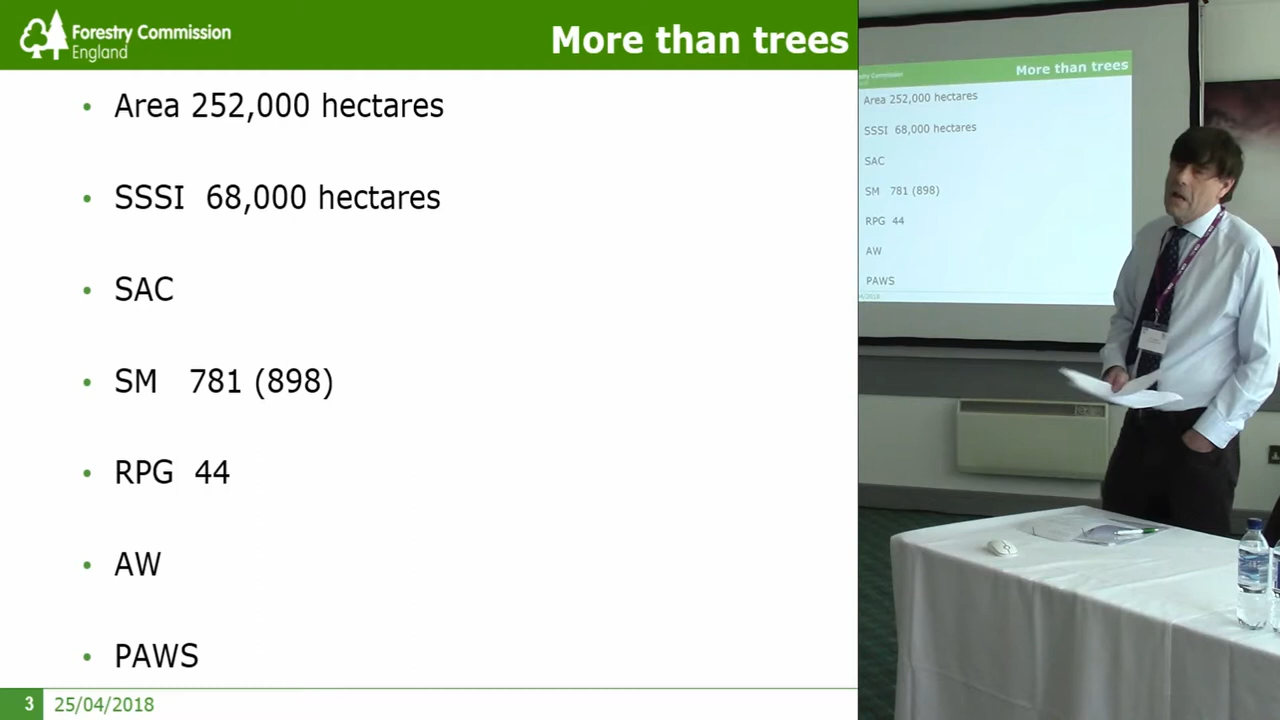 Forestry Commission
England
More than trees
• Area 252,000 hectares
• SSSI 68,000 hectares
• SAC
• SM 781 (898)
• RPG 44
• AW
• PAWS
3 25/04/2018
More than trees
Area 252,000 hectares
SSSI 68,000 hectares
SAC
SM 781 (898)
RPG 44
AW
PAWS